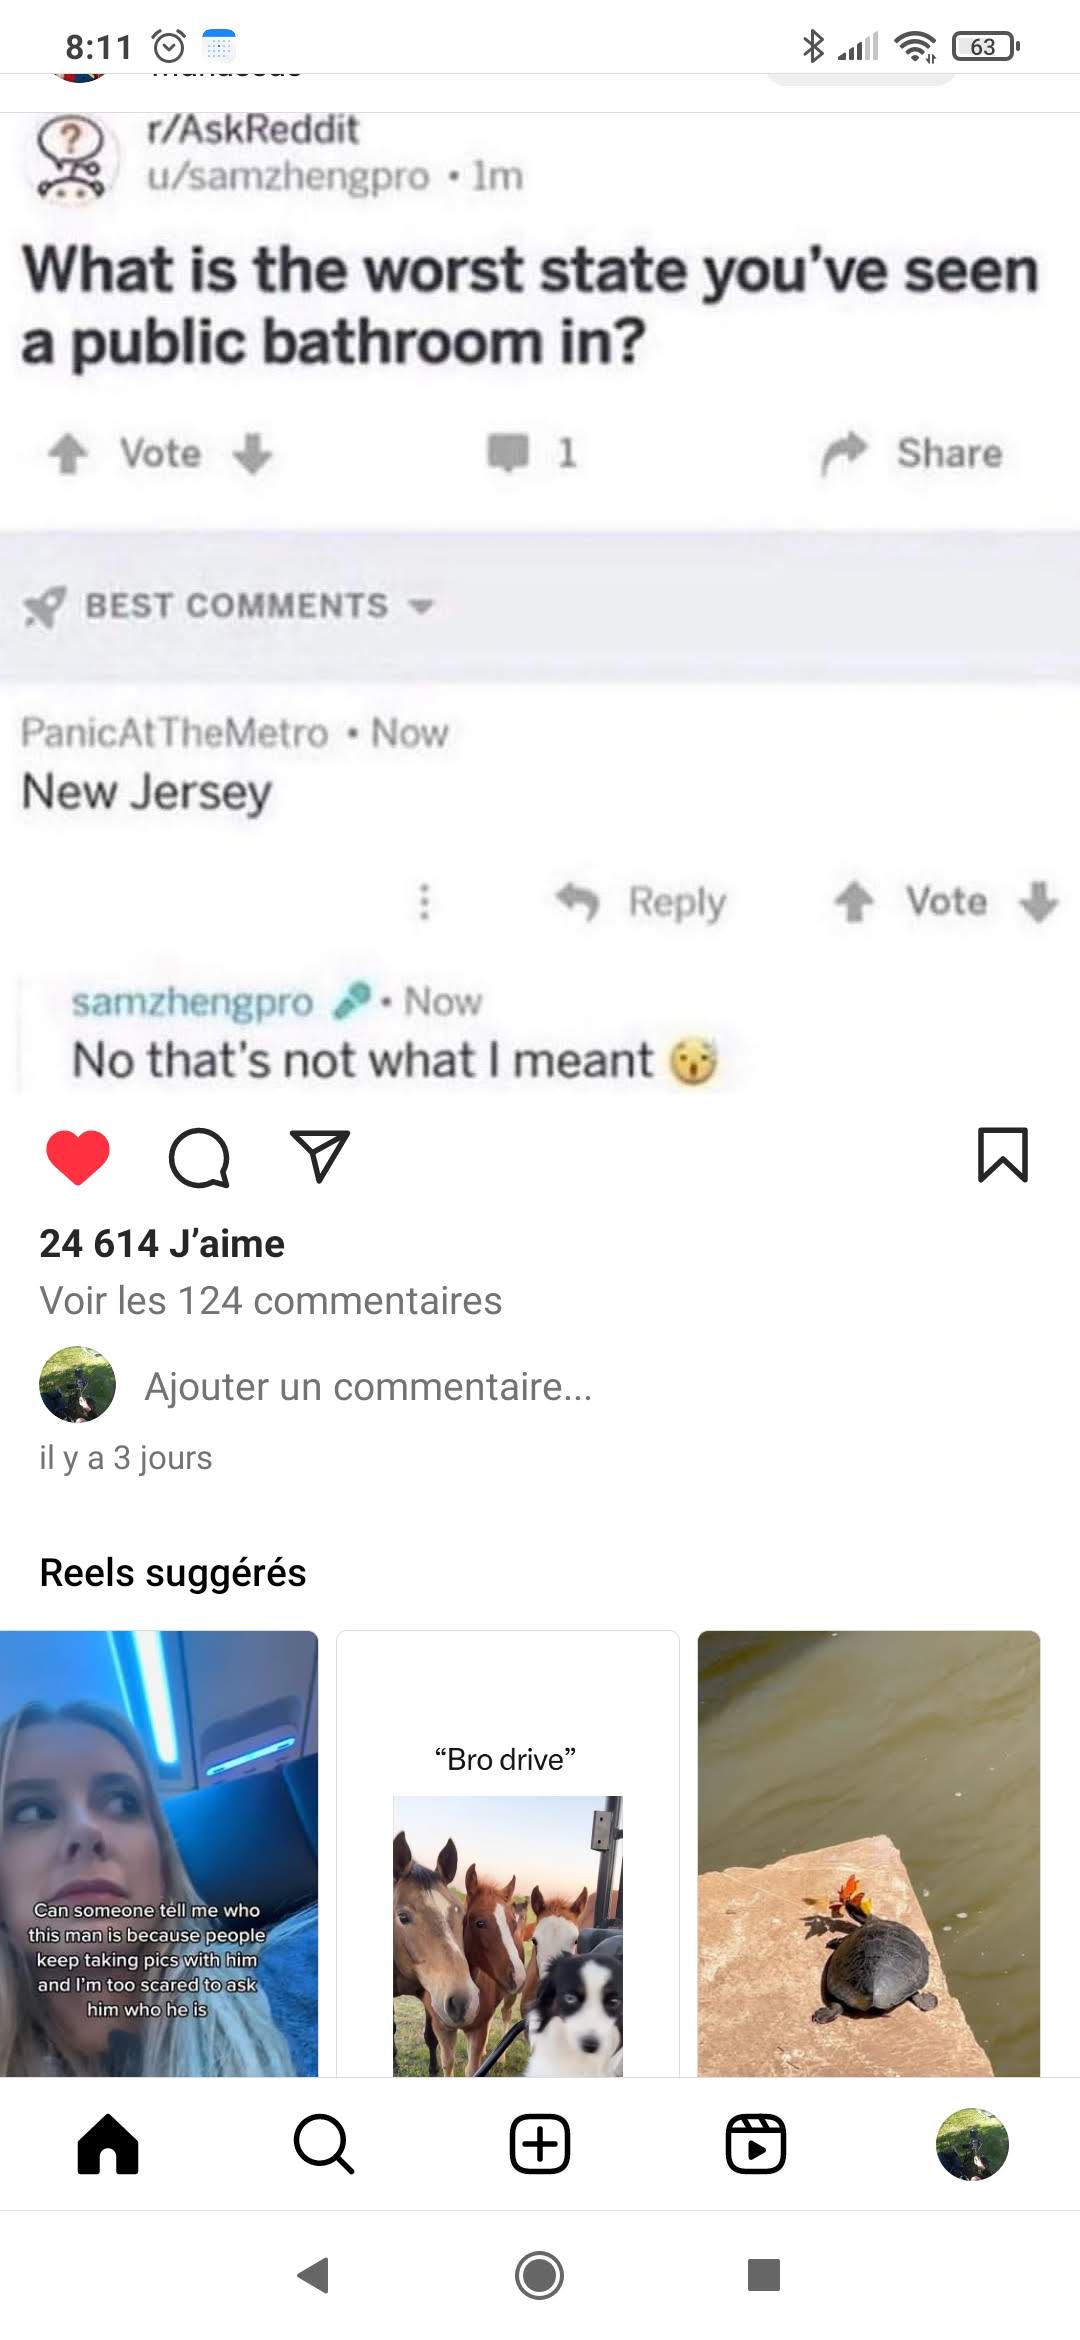 8:11
63
r/AskReddit
u/samzhengpro • 1m
What is the worst state you've seen
a public bathroom in?
Vote
1
Share
BEST COMMENTS
PanicAtTheMetro • Now
New Jersey
Reply
Vote
samzhengpro • Now
No that's not what I meant 😪
24 614 J’aime
Voir les 124 commentaires
Ajouter un commentaire...
il y a 3 jours
Reels suggérés
Can someone tell me who
this man is because people
keep taking pics with him
and I'm too scared to ask
him who he is
“Bro drive”